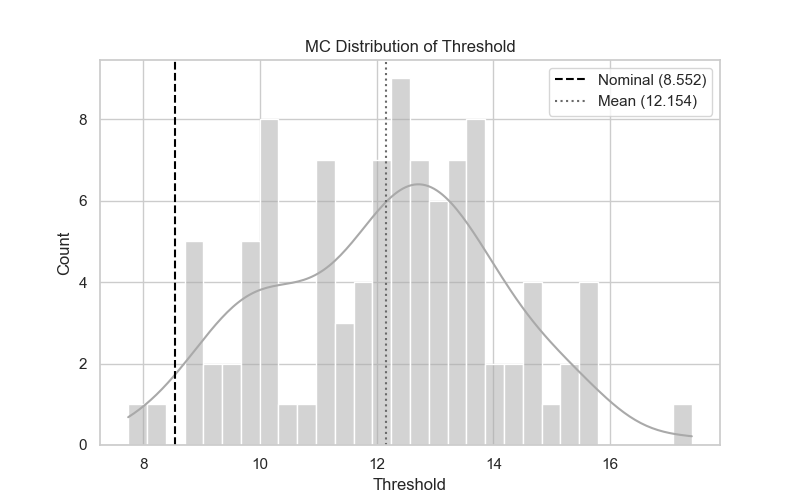 MC Distribution of Threshold
Nominal (8.552)
Mean (12.154)
8
6
4
2
0
Count
8
10
12
14
16
Threshold